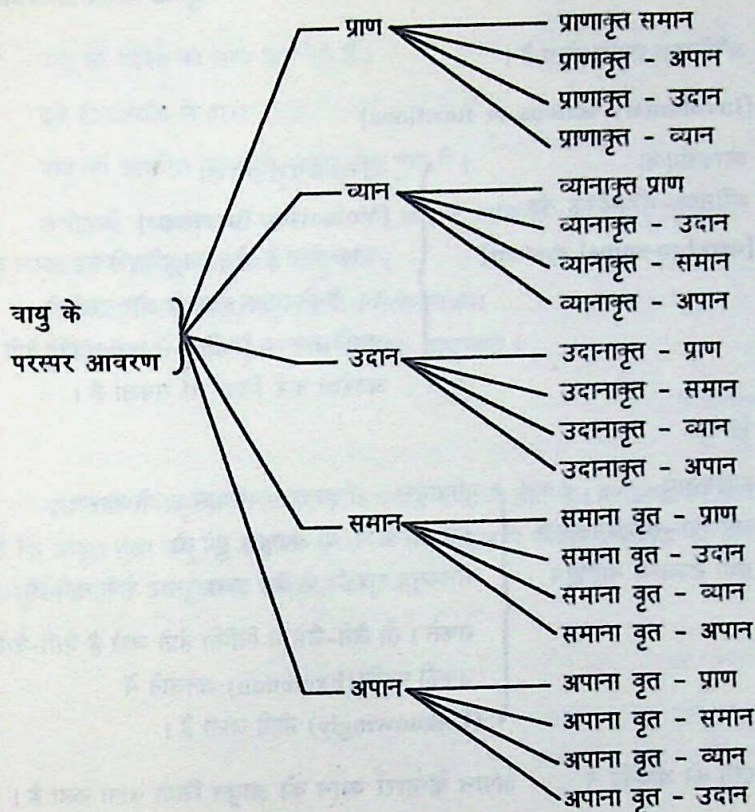 प्राण
प्राणाकृत समान
प्राणाकृत - अपान
प्राणाकृत - उदान
प्राणाकृत - व्यान
व्यान
व्यानाकृत प्राण
व्यानाकृत - उदान
व्यानाकृत - समान
व्यानाकृत - अपान
वायु के
परस्पर आवरण
उदान
उदानाकृत - प्राण
उदानाकृत - समान
उदानाकृत - व्यान
उदानाकृत - अपान
समान
समाना वृत - प्राण
समाना वृत - उदान
समाना वृत - व्यान
समाना वृत - अपान
अपान
अपाना वृत - प्राण
अपाना वृत - समान
अपाना वृत - व्यान
अपाना वृत - उदान